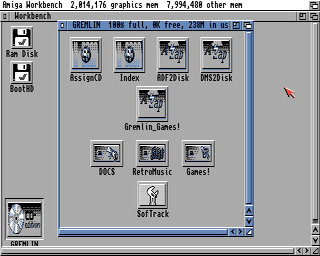 Amiga Workbench 2,014,176 graphics mem 7,994,480 other mem
Workbench
GREMLIN 100% full, 0K free, 238M in us
Ram Disk
BootHD
AssignCD
Index
ADF2Disk
DMS2Disk
Gremlin_Games!
DOCS
RetroMusic
Games!
SofTrack
GREMLIN